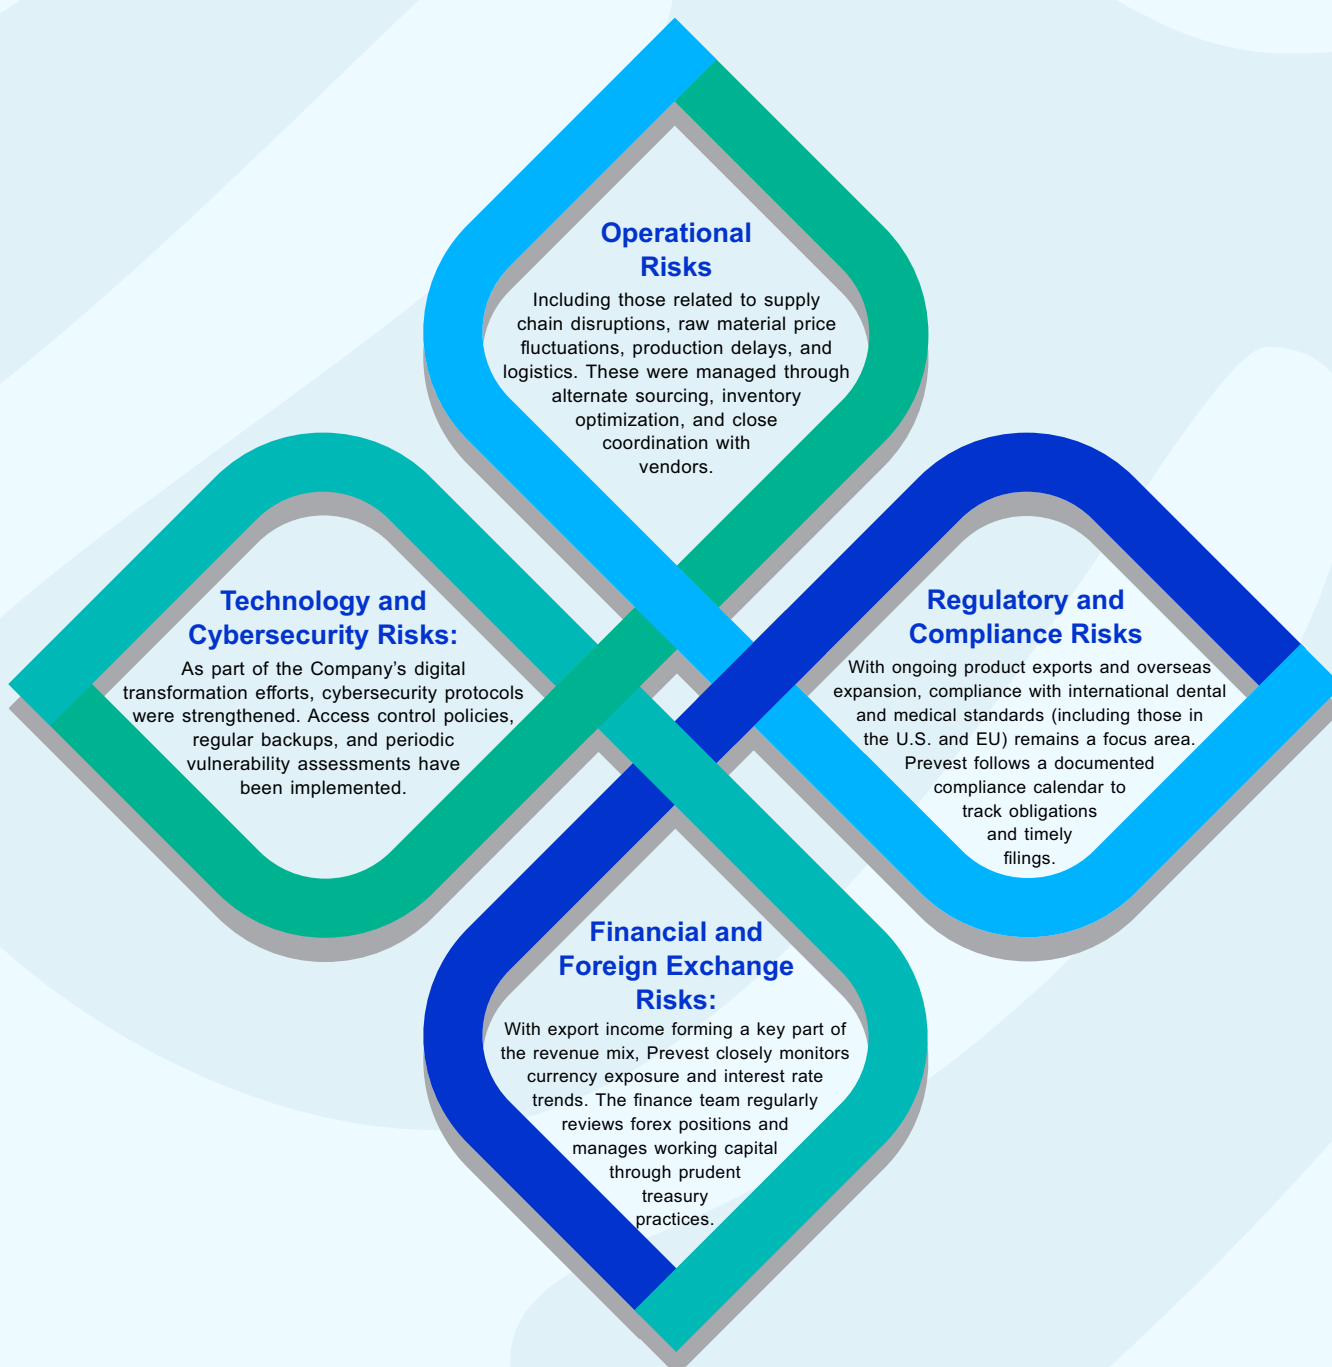 Operational
Risks
Including those related to supply
chain disruptions, raw material price
fluctuations, production delays, and
logistics. These were managed through
alternate sourcing, inventory
optimization, and close
coordination with
vendors.
Technology and
Cybersecurity Risks:
As part of the Company’s digital
transformation efforts, cybersecurity protocols
were strengthened. Access control policies,
regular backups, and periodic
vulnerability assessments have
been implemented.
Regulatory and
Compliance Risks
With ongoing product exports and overseas
expansion, compliance with international dental
and medical standards (including those in
the U.S. and EU) remains a focus area.
Prevest follows a documented
compliance calendar to
track obligations
and timely
filings.
Financial and
Foreign Exchange
Risks:
With export income forming a key part of
the revenue mix, Prevest closely monitors
currency exposure and interest rate
trends. The finance team regularly
reviews forex positions and
manages working capital
through prudent
treasury
practices.